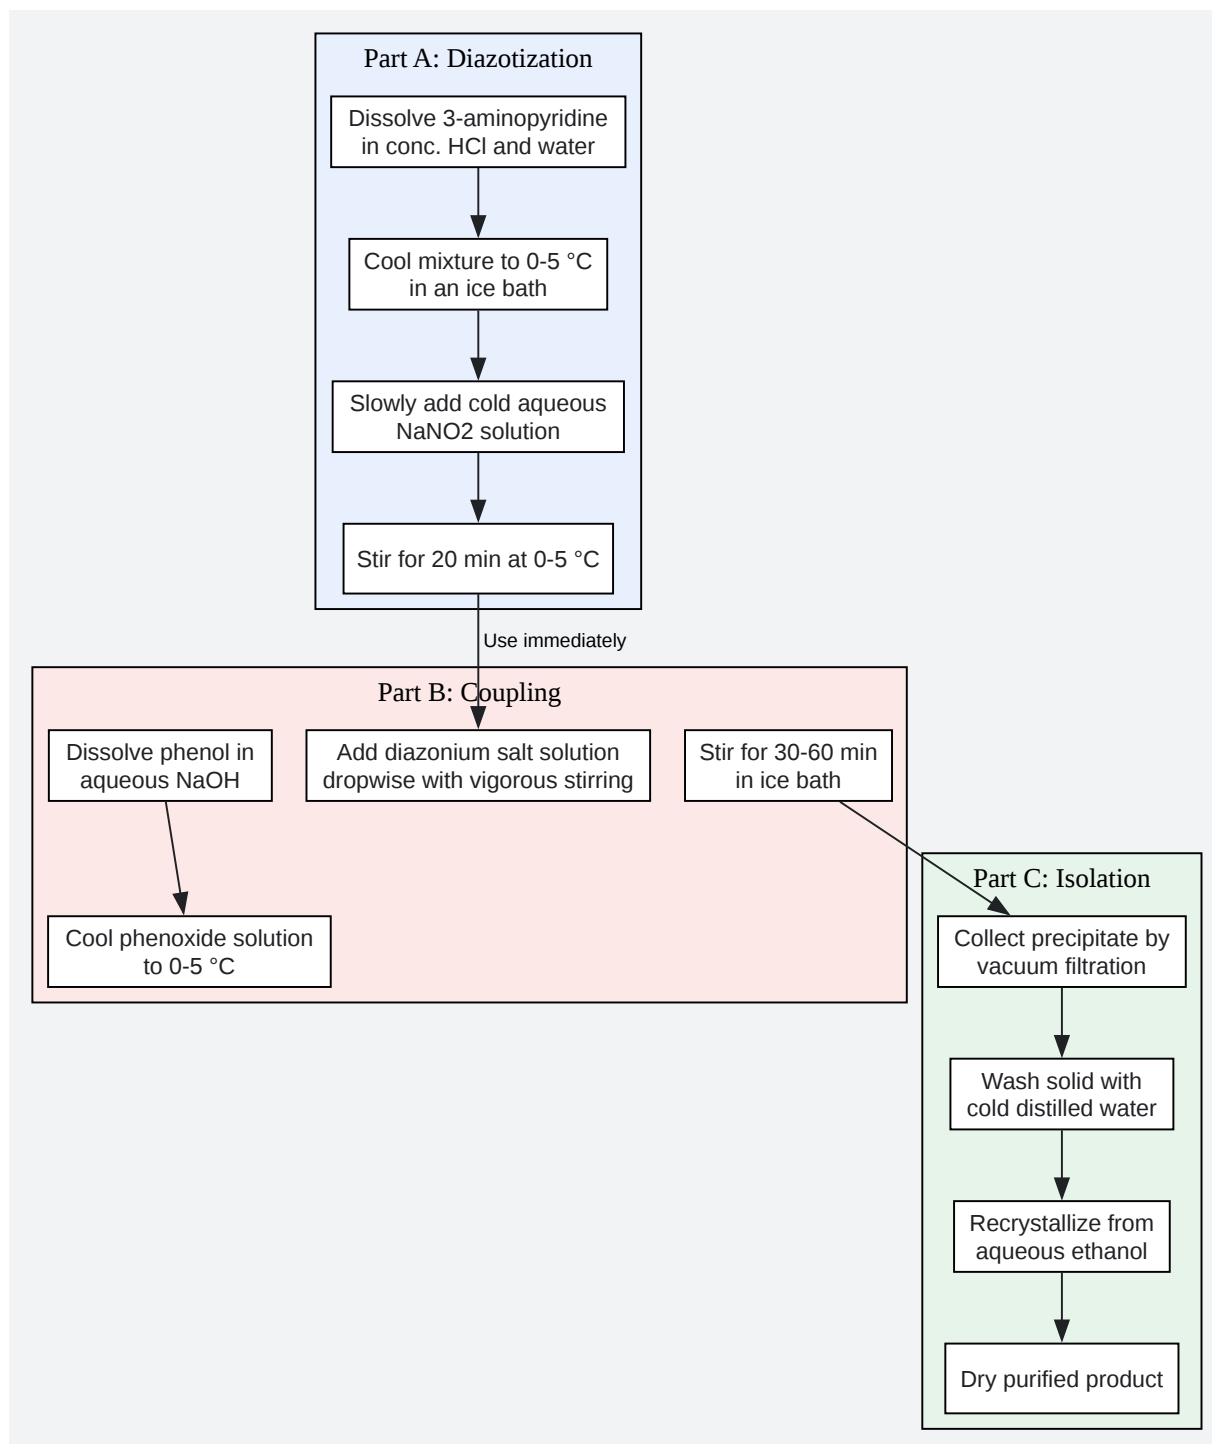 Part A: Diazotization
Dissolve 3-aminopyridine
in conc. HCl and water
Cool mixture to 0-5 °C
in an ice bath
Slowly add cold aqueous
NaNO2 solution
Stir for 20 min at 0-5 °C
Use immediately
Part B: Coupling
Dissolve phenol in
aqueous NaOH
Add diazonium salt solution
dropwise with vigorous stirring
Stir for 30-60 min
in ice bath
Cool phenoxide solution
to 0-5 °C
Part C: Isolation
Collect precipitate by
vacuum filtration
Wash solid with
cold distilled water
Recrystallize from
aqueous ethanol
Dry purified product